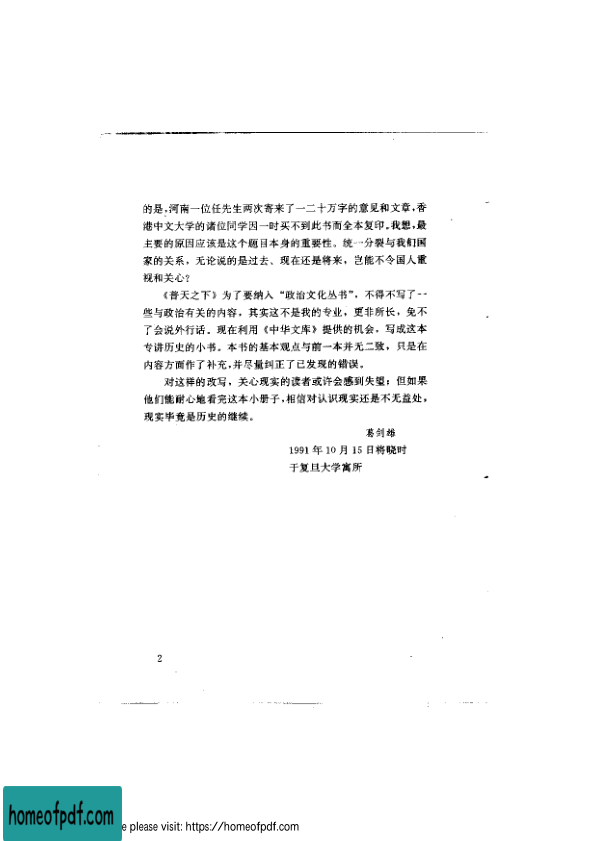 的是,河南一位任先生两次寄来了一二十万字的意见和文章,香
港中文大学的诸位同学因一时买不到此书而全本复印。我想,最
主要的原因应该是这个题目本身的重要性。统一分裂与我们国
家的关系,无论说的是过去、现在还是将来,岂能不令国人重
视和关心?
《普天之下》为了要纳入“政治文化丛书”,不得不写了一
些与政治有关的内容,其实这不是我的专业,更非所长,免不
了会说外行话。现在利用《中华文库》提供的机会,写成这本
专讲历史的小书。本书的基本观点与前一本并无二致,只是在
内容方面作了补充,并尽量纠正了已发现的错误。
对这样的改写,关心现实的读者或许会感到失望;但如果
他们能耐心地看完这本小册子,相信对认识现实还是不无益处,
现实毕竟是历史的继续。
葛剑雄
1991 年 10 月 15 日将晓时
于复旦大学寓所
2
homeofpdf.com
e please visit: https://homeofpdf.com